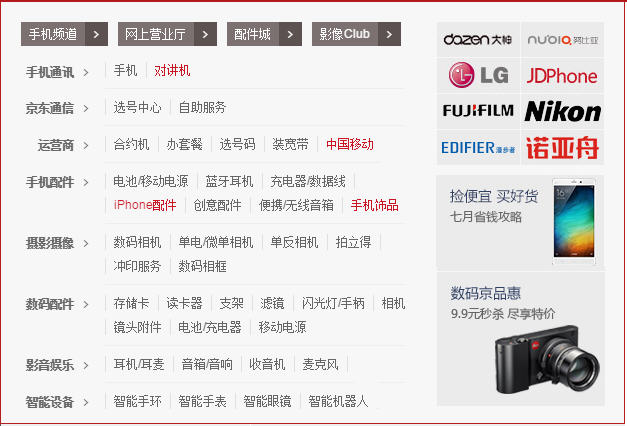 手机频道 > 网上营业厅 > 配件城 > 影像Club >
手机通讯 > 手机 对讲机
京东通信 > 选号中心 自助服务
运营商 > 合约机 办套餐 选号码 装宽带 中国移动
手机配件 > 电池/移动电源 蓝牙耳机 充电器/数据线
iPhone配件 创意配件 便携/无线音箱 手机饰品
摄影摄像 > 数码相机 单电/微单相机 单反相机 拍立得
冲印服务 数码相框
数码配件 > 存储卡 读卡器 支架 滤镜 闪光灯/手柄 相机
镜头附件 电池/充电器 移动电源
影音娱乐 > 耳机/耳麦 音箱/音响 收音机 麦克风
智能设备 > 智能手环 智能手表 智能眼镜 智能机器人
dazen大神 nubia努比亚
LG JDPhone
FUJIFILM Nikon
EDIFIER漫步者 诺亚舟
捡便宜 买好货
七月省钱攻略
数码京品惠
9.9元秒杀 尽享特价